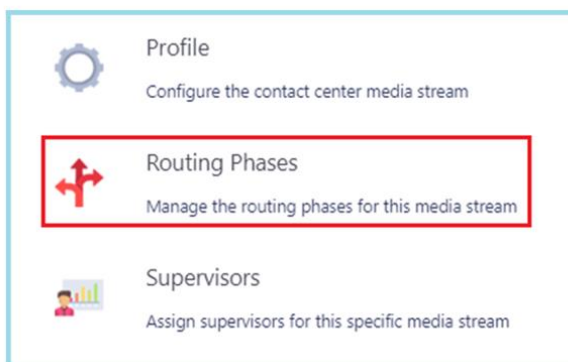 Profile
Configure the contact center media stream
Routing Phases
Manage the routing phases for this media stream
Supervisors
Assign supervisors for this specific media stream